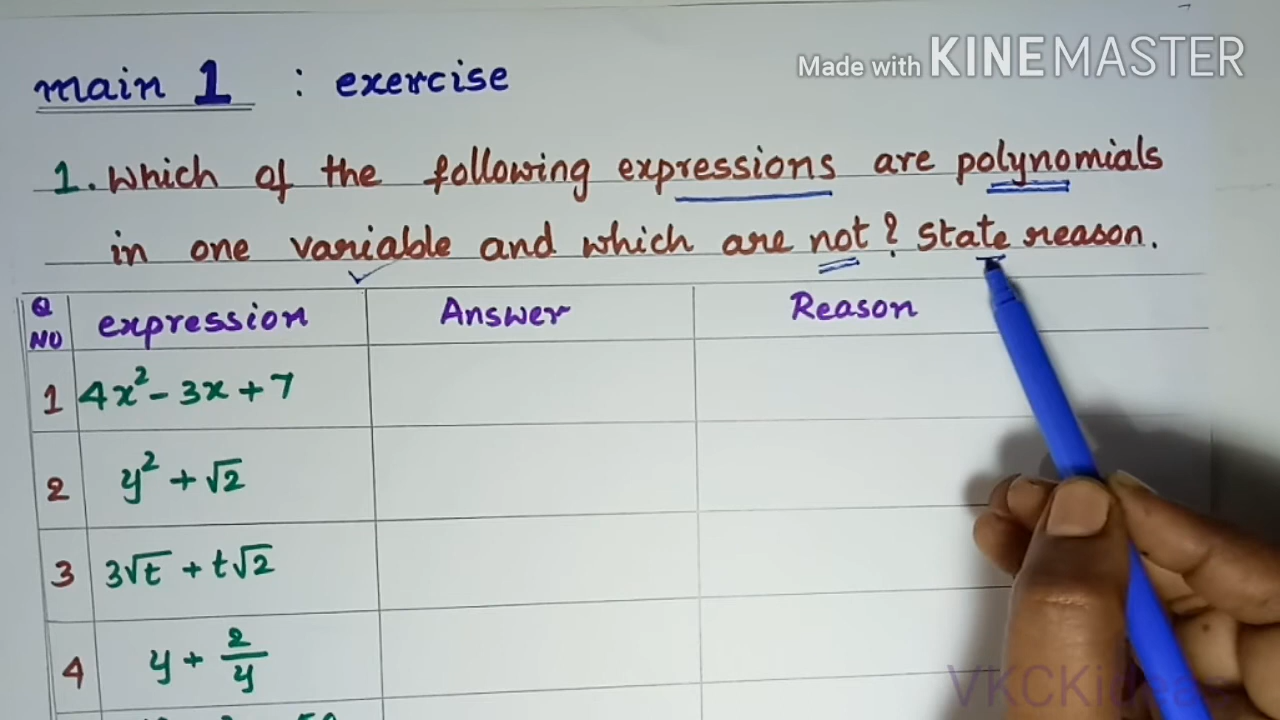 Made with KINEMASTER
main 1 : exercise
1. Which of the following expressions are polynomials
in one variable and which are not? State reason.
Q NO expression Answer Reason
1 4x² - 3x + 7
2 y² + √2
3 3√t + t√2
4 y + 2/y
VKCKideas